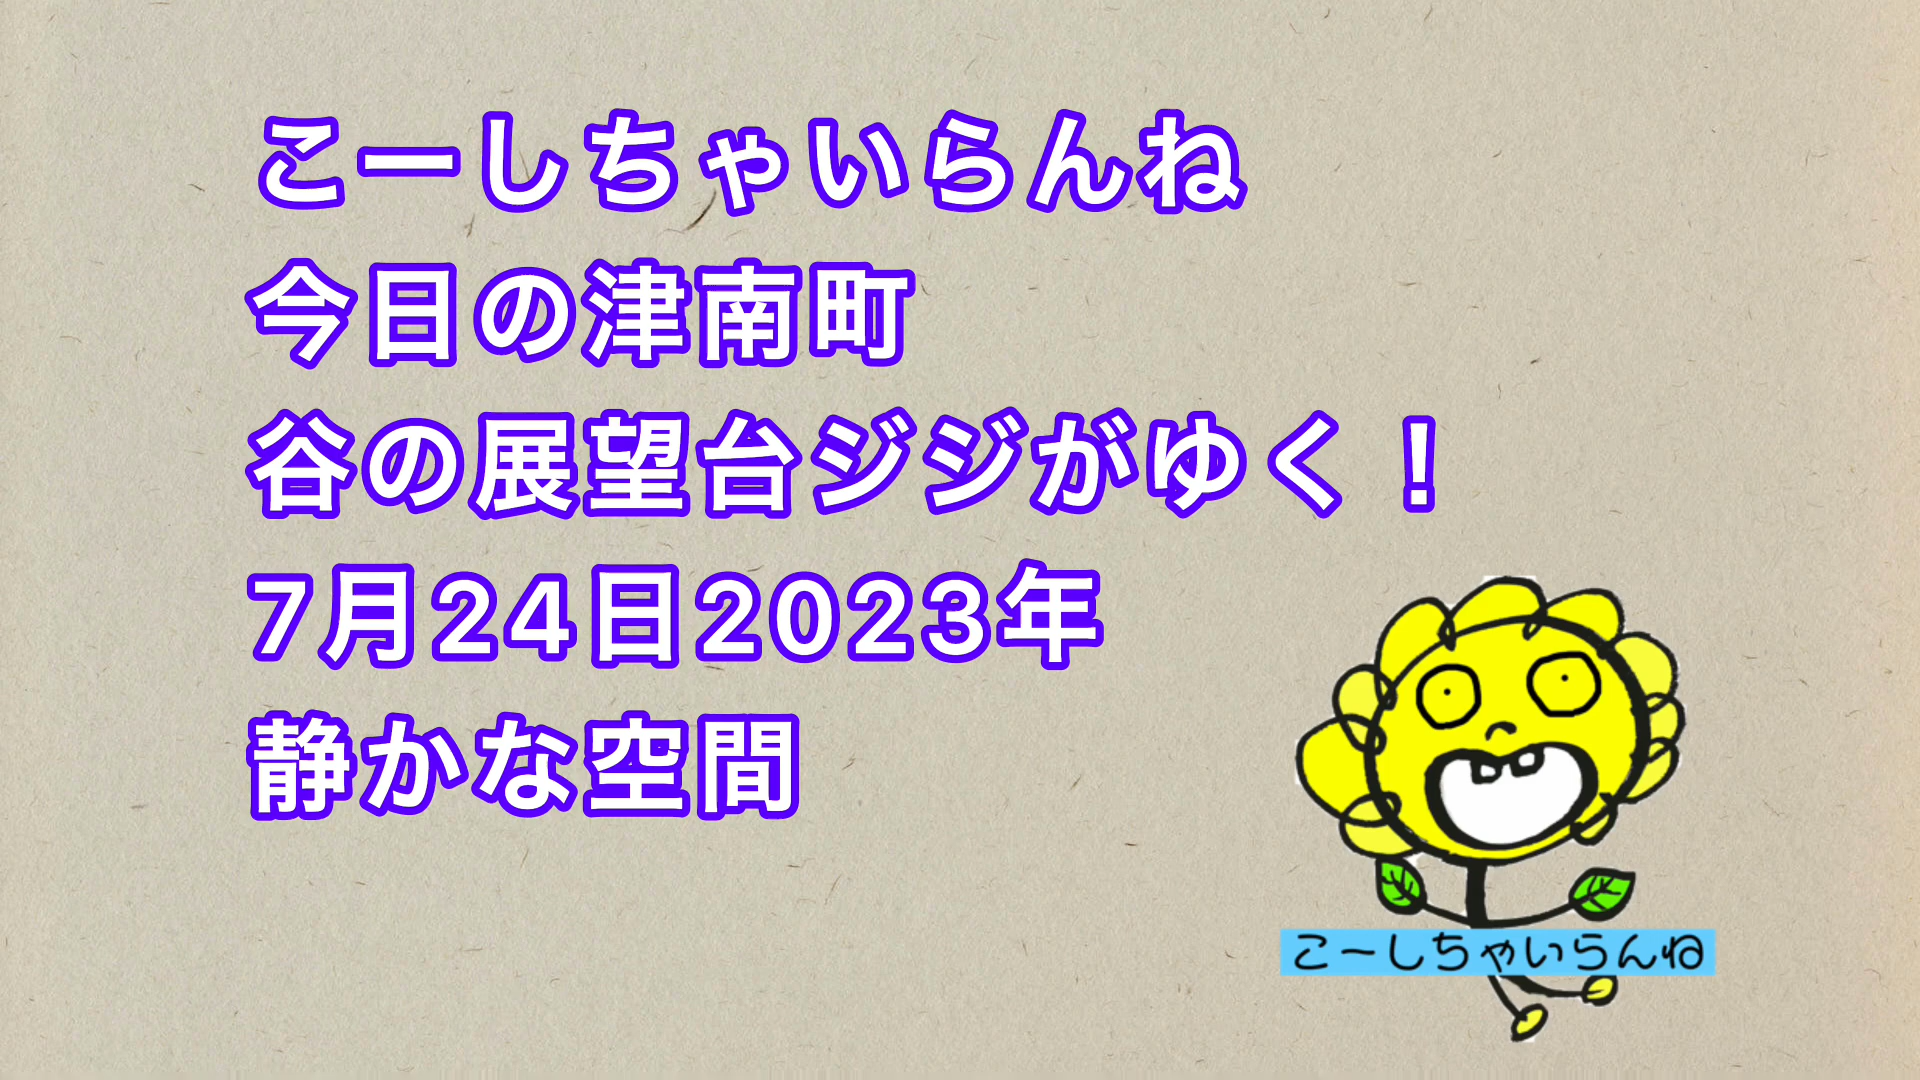 こーしちゃいらんね
今日の津南町
谷の展望台ジジがゆく！
7月24日2023年
静かな空間
こーしちゃいらんね